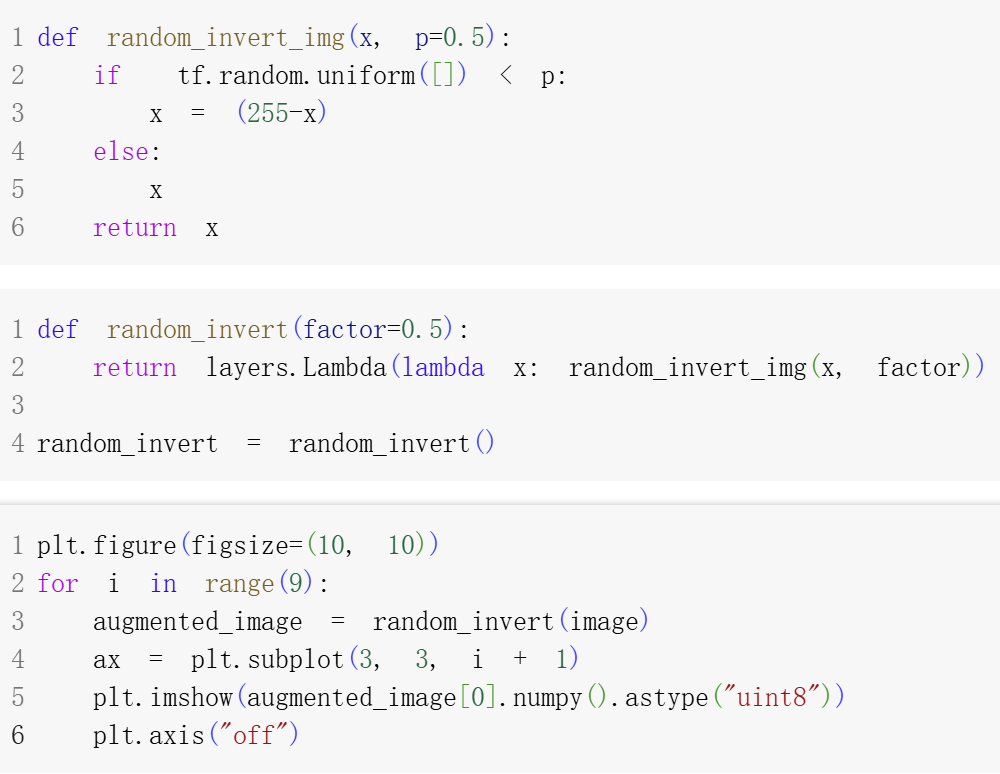 1 def random_invert_img(x, p=0.5):
2     if tf.random.uniform([]) < p:
3         x = (255-x)
4     else:
5         x
6     return x
1 def random_invert(factor=0.5):
2     return layers.Lambda(lambda x: random_invert_img(x, factor))
3
4 random_invert = random_invert()
1 plt.figure(figsize=(10, 10))
2 for i in range(9):
3     augmented_image = random_invert(image)
4     ax = plt.subplot(3, 3, i + 1)
5     plt.imshow(augmented_image[0].numpy().astype("uint8"))
6     plt.axis("off")